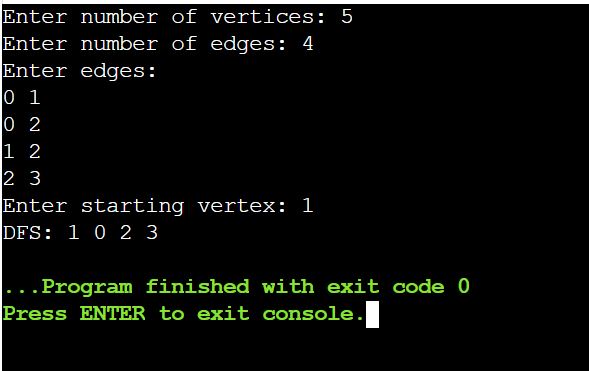 Enter number of vertices: 5
Enter number of edges: 4
Enter edges:
0 1
0 2
1 2
2 3
Enter starting vertex: 1
DFS: 1 0 2 3
...Program finished with exit code 0
Press ENTER to exit console.